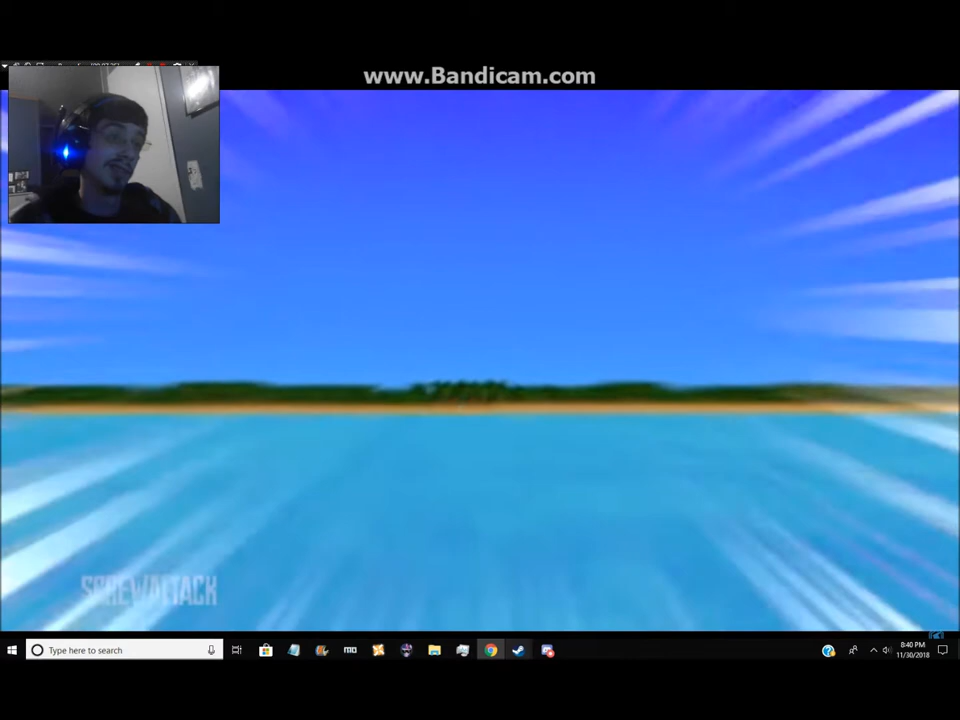 www.Bandicam.com
SCREWATTACK
Type here to search
8:40 PM
11/30/2018